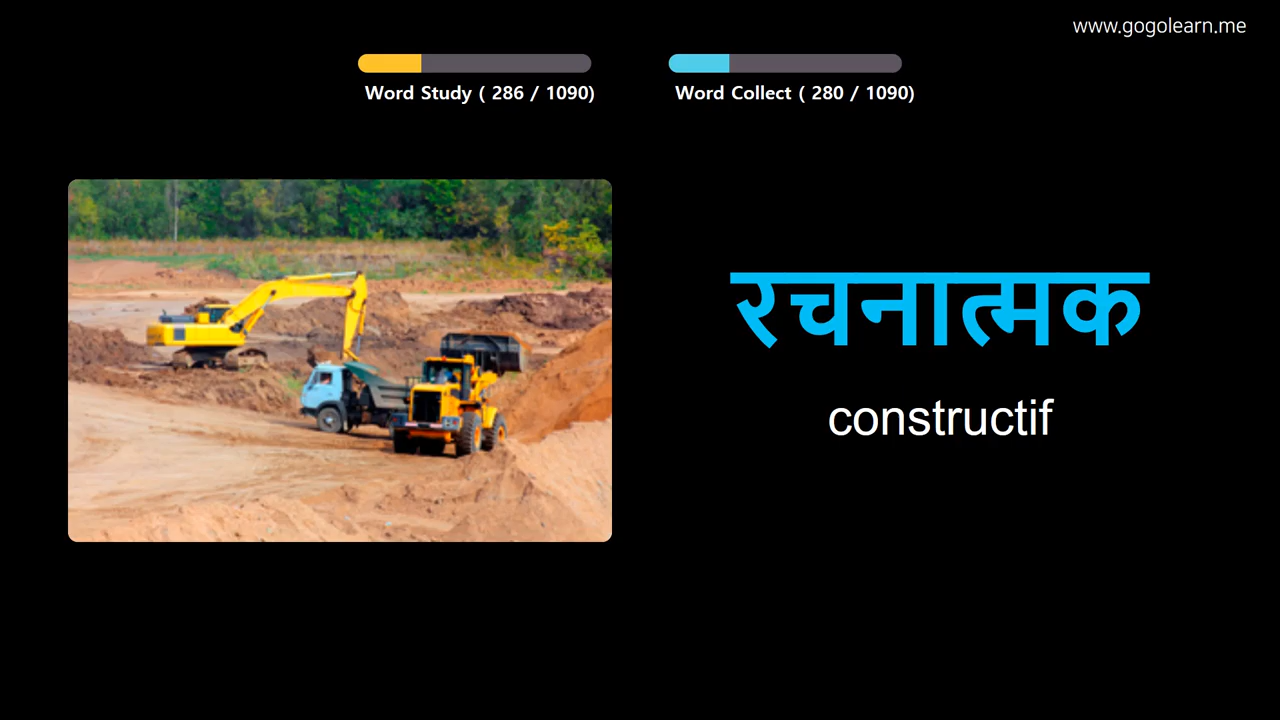 www.gogolearn.me
Word Study ( 286 / 1090)
Word Collect ( 280 / 1090)
रचनात्मक
constructif